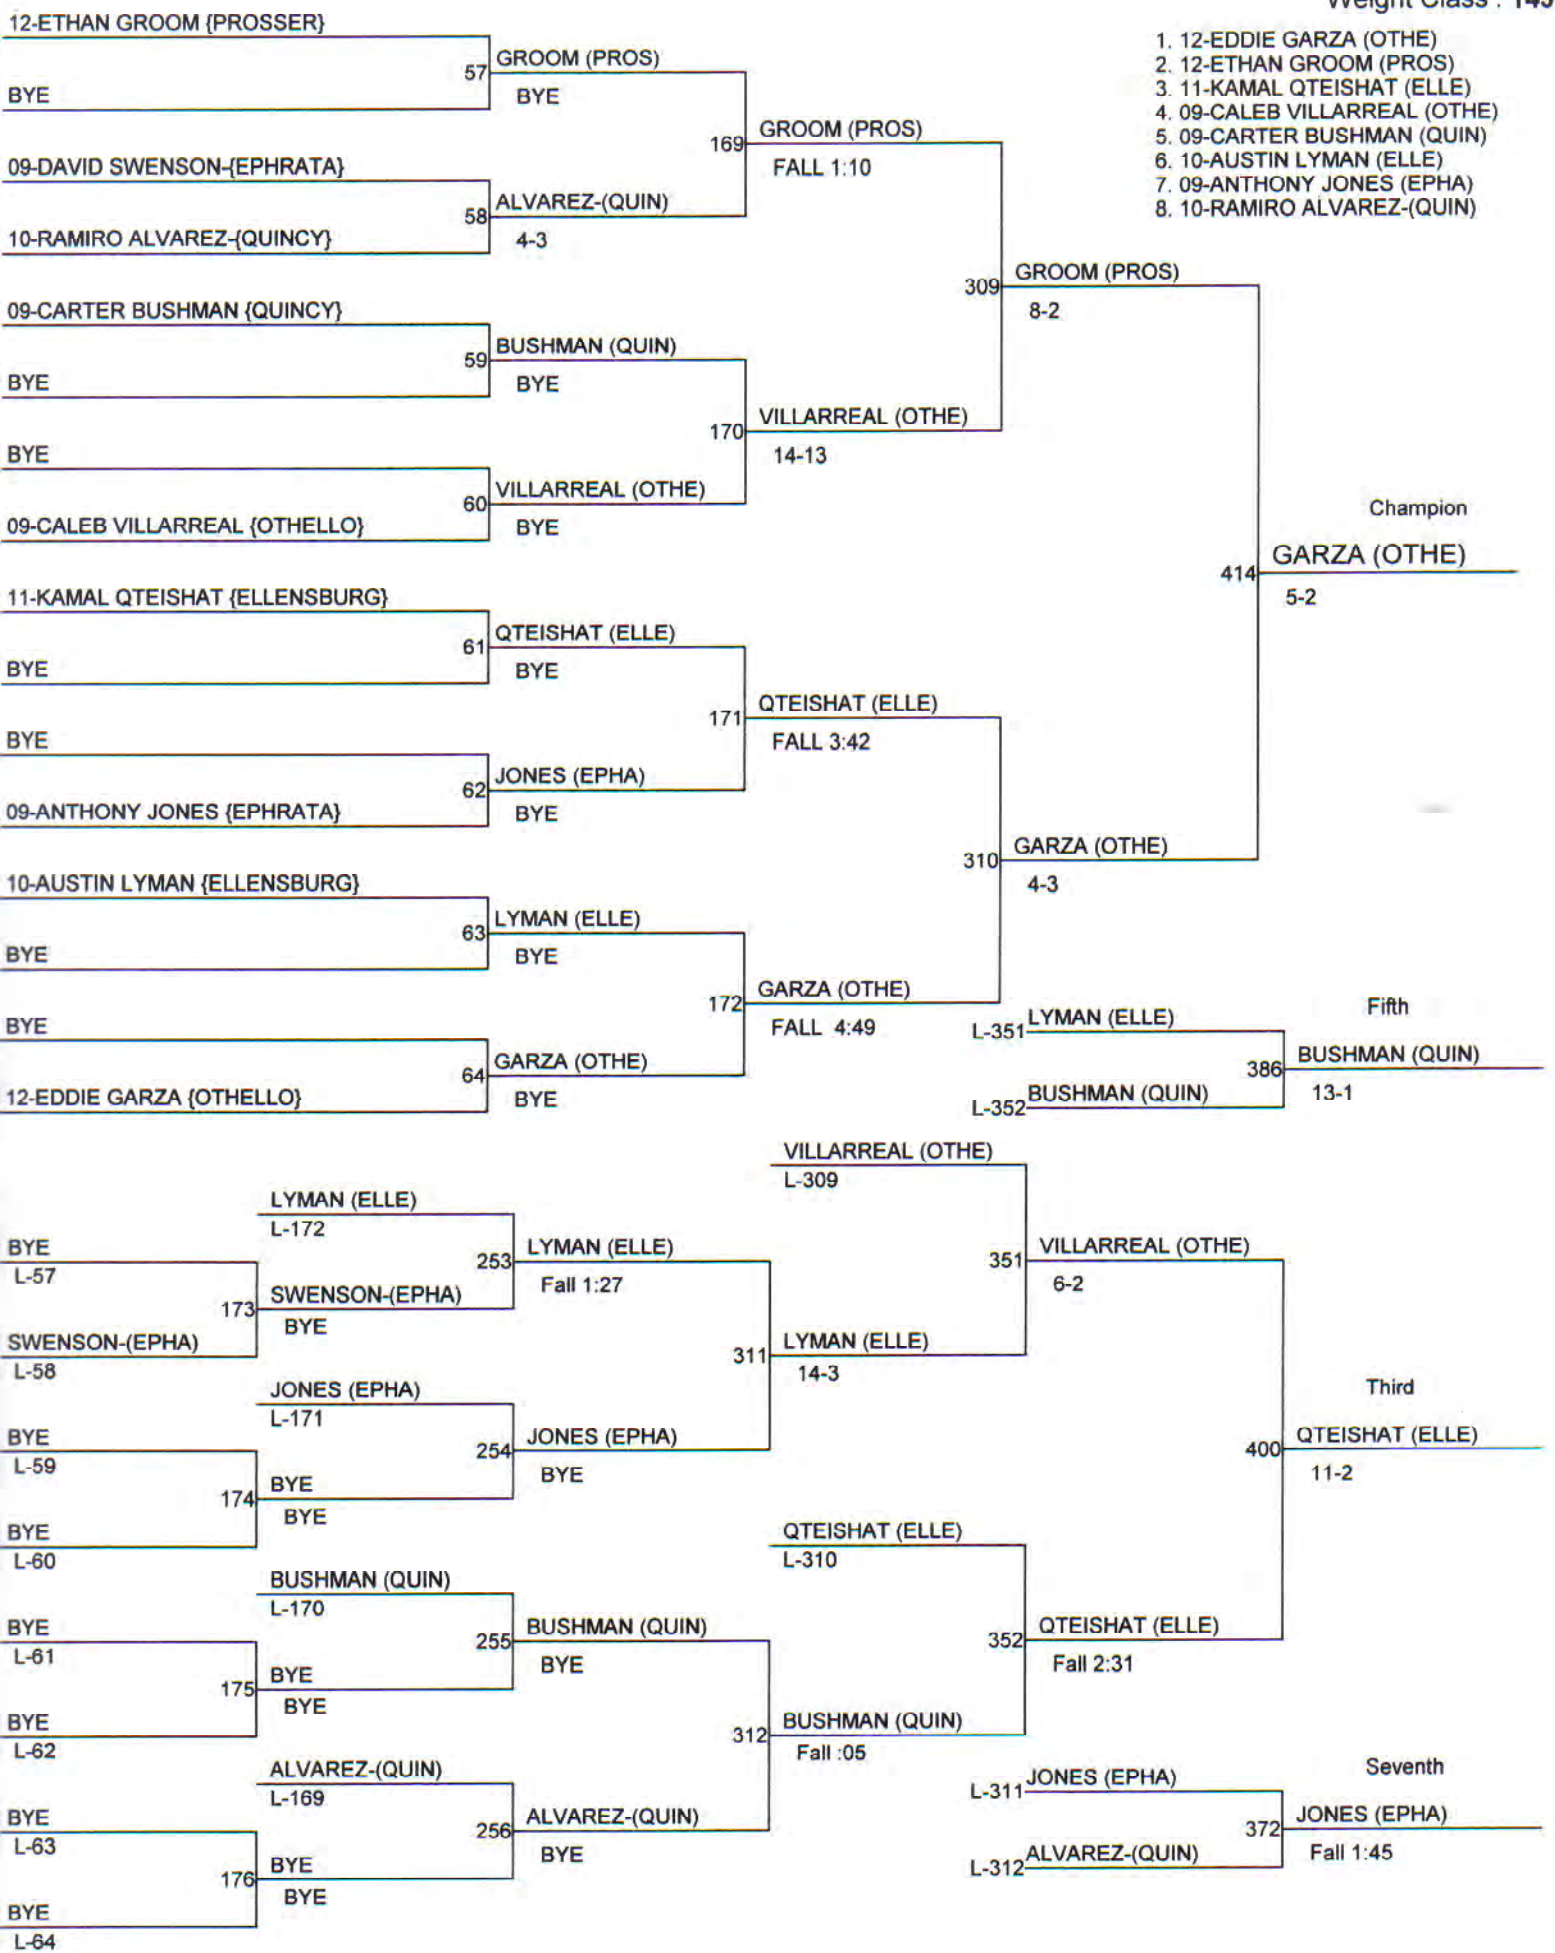 Weight Class :
12-ETHAN GROOM {PROSSER}
BYE
09-DAVID SWENSON-{EPHRATA}
10-RAMIRO ALVAREZ-{QUINCY}
09-CARTER BUSHMAN {QUINCY}
BYE
BYE
09-CALEB VILLARREAL {OTHELLO}
11-KAMAL QTEISHAT {ELLENSBURG}
BYE
BYE
09-ANTHONY JONES {EPHRATA}
10-AUSTIN LYMAN {ELLENSBURG}
BYE
BYE
12-EDDIE GARZA {OTHELLO}
57 GROOM (PROS)
BYE
58 ALVAREZ-(QUIN)
4-3
59 BUSHMAN (QUIN)
BYE
60 VILLARREAL (OTHE)
BYE
61 QTEISHAT (ELLE)
BYE
62 JONES (EPHA)
BYE
63 LYMAN (ELLE)
BYE
64 GARZA (OTHE)
BYE
169 GROOM (PROS)
FALL 1:10
170 VILLARREAL (OTHE)
14-13
171 QTEISHAT (ELLE)
FALL 3:42
172 GARZA (OTHE)
FALL 4:49
309 GROOM (PROS)
8-2
310 GARZA (OTHE)
4-3
Champion
414 GARZA (OTHE)
5-2
1. 12-EDDIE GARZA (OTHE)
2. 12-ETHAN GROOM (PROS)
3. 11-KAMAL QTEISHAT (ELLE)
4. 09-CALEB VILLARREAL (OTHE)
5. 09-CARTER BUSHMAN (QUIN)
6. 10-AUSTIN LYMAN (ELLE)
7. 09-ANTHONY JONES (EPHA)
8. 10-RAMIRO ALVAREZ-(QUIN)
L-351 LYMAN (ELLE)
L-352 BUSHMAN (QUIN)
Fifth
386 BUSHMAN (QUIN)
13-1
BYE
L-57
SWENSON-(EPHA)
L-58
BYE
L-59
BYE
L-60
BYE
L-61
BYE
L-62
BYE
L-63
BYE
L-64
LYMAN (ELLE)
L-172
173 SWENSON-(EPHA)
BYE
JONES (EPHA)
L-171
174 BYE
BYE
BUSHMAN (QUIN)
L-170
175 BYE
BYE
ALVAREZ-(QUIN)
L-169
176 BYE
BYE
253 LYMAN (ELLE)
Fall 1:27
254 JONES (EPHA)
BYE
255 BUSHMAN (QUIN)
BYE
256 ALVAREZ-(QUIN)
BYE
VILLARREAL (OTHE)
L-309
311 LYMAN (ELLE)
14-3
QTEISHAT (ELLE)
L-310
312 BUSHMAN (QUIN)
Fall :05
351 VILLARREAL (OTHE)
6-2
352 QTEISHAT (ELLE)
Fall 2:31
Third
400 QTEISHAT (ELLE)
11-2
L-311 JONES (EPHA)
L-312 ALVAREZ-(QUIN)
Seventh
372 JONES (EPHA)
Fall 1:45